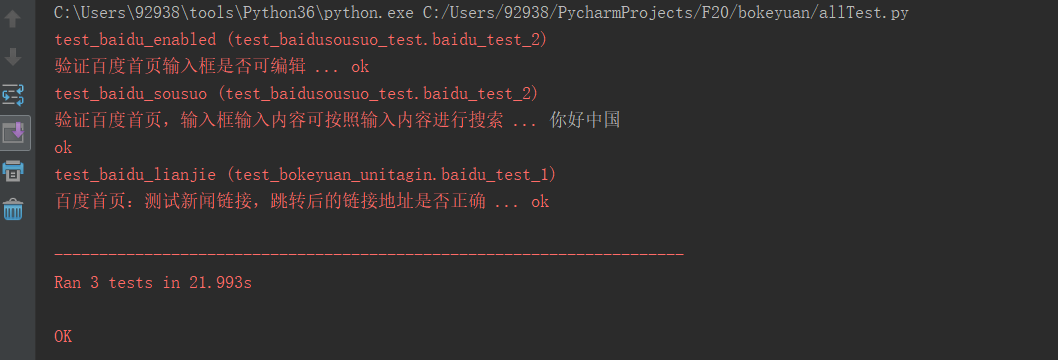 C:\Users\92938\tools\Python36\python.exe C:/Users/92938/PycharmProjects/F20/bokeyuan/allTest.py
test_baidu_enabled (test_baidusousuo_test.baidu_test_2)
验证百度首页输入框是否可编辑 ... ok
test_baidu_sousuo (test_baidusousuo_test.baidu_test_2)
验证百度首页，输入框输入内容可按照输入内容进行搜索 ... 你好中国
ok
test_baidu_lianjie (test_bokeyuan_unitagin.baidu_test_1)
百度首页：测试新闻链接，跳转后的链接地址是否正确 ... ok
----------------------------------------------------------------------
Ran 3 tests in 21.993s
OK